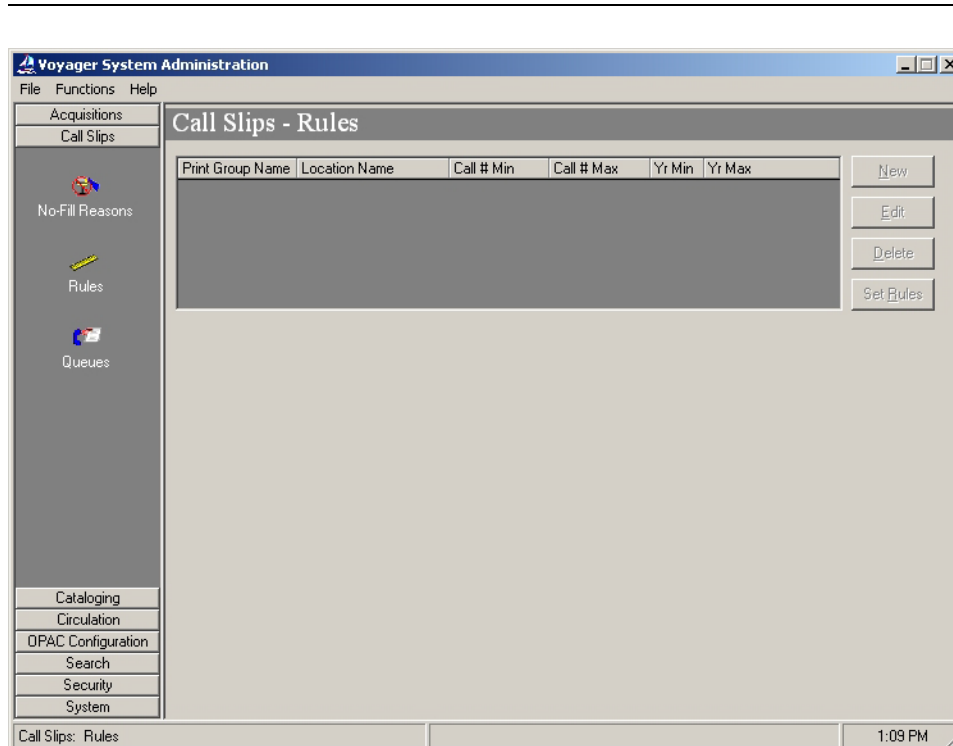 Voyager System Administration
File Functions Help
Acquisitions
Call Slips
Call Slips - Rules
Print Group Name Location Name Call # Min Call # Max Yr Min Yr Max
New
Edit
Delete
Set Rules
No-Fill Reasons
Rules
Queues
Cataloging
Circulation
OPAC Configuration
Search
Security
System
Call Slips: Rules 1:09 PM